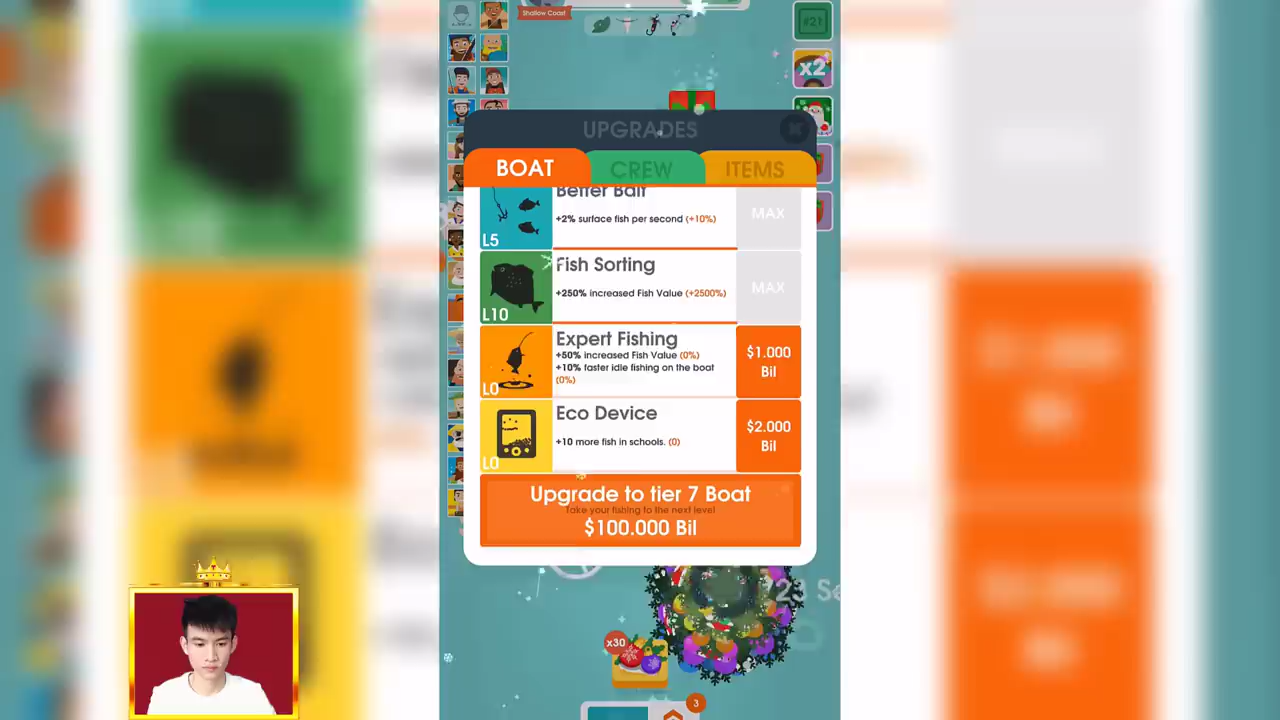 Shallow Coast
#21
x2
UPGRADES
BOAT
CREW
ITEMS
Better Bait
+2% surface fish per second (+10%)
MAX
L5
Fish Sorting
+250% increased Fish Value (+2500%)
MAX
L10
Expert Fishing
+50% increased Fish Value (0%)
+10% faster idle fishing on the boat
(0%)
$1.000
Bil
L0
Eco Device
+10 more fish in schools. (0)
$2.000
Bil
L0
Upgrade to tier 7 Boat
Take your fishing to the next level
$100.000 Bil
x30
3